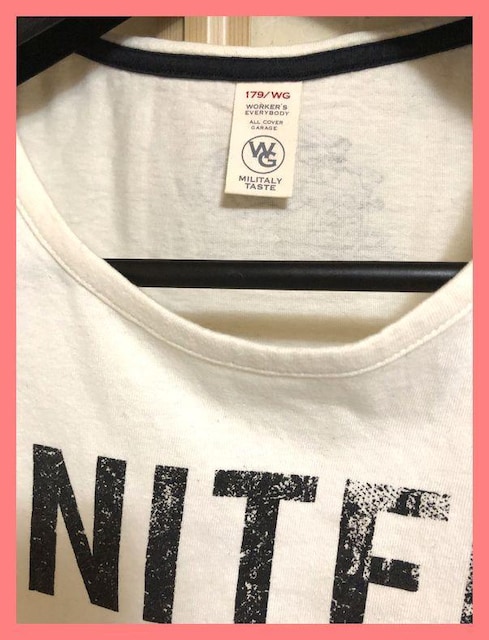 179/WG
WORKER'S
EVERYBODY
ALL COVER
GARAGE
WG
MILITALY
TASTE
NITE